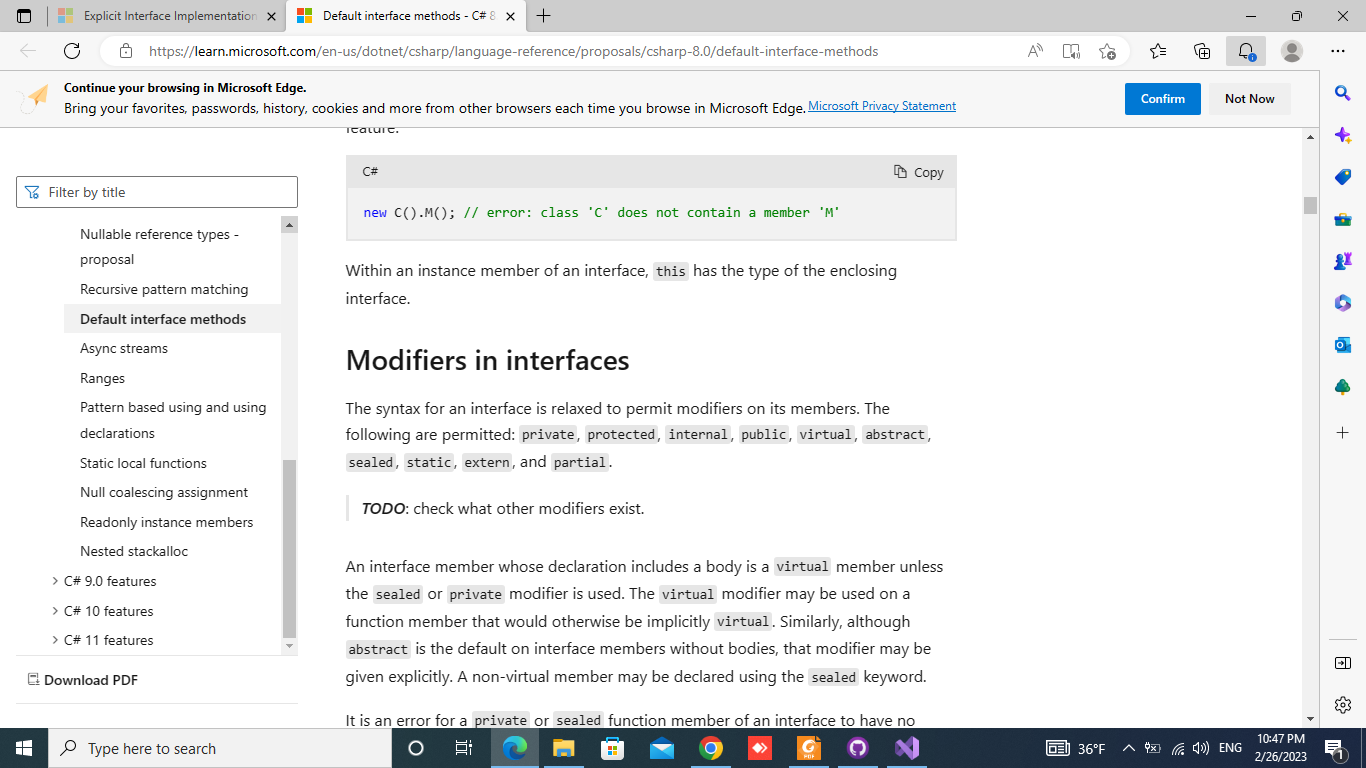 Explicit Interface Implementation
Default interface methods - C# 8
https://learn.microsoft.com/en-us/dotnet/csharp/language-reference/proposals/csharp-8.0/default-interface-methods
Continue your browsing in Microsoft Edge.
Bring your favorites, passwords, history, cookies and more from other browsers each time you browse in Microsoft Edge. Microsoft Privacy Statement
Confirm
Not Now
Filter by title
Nullable reference types -
proposal
Recursive pattern matching
Default interface methods
Async streams
Ranges
Pattern based using and using
declarations
Static local functions
Null coalescing assignment
Readonly instance members
Nested stackalloc
C# 9.0 features
C# 10 features
C# 11 features
Download PDF
feature.
C#
Copy
new C().M(); // error: class 'C' does not contain a member 'M'
Within an instance member of an interface, this has the type of the enclosing
interface.
Modifiers in interfaces
The syntax for an interface is relaxed to permit modifiers on its members. The
following are permitted: private, protected, internal, public, virtual, abstract,
sealed, static, extern, and partial.
TODO: check what other modifiers exist.
An interface member whose declaration includes a body is a virtual member unless
the sealed or private modifier is used. The virtual modifier may be used on a
function member that would otherwise be implicitly virtual. Similarly, although
abstract is the default on interface members without bodies, that modifier may be
given explicitly. A non-virtual member may be declared using the sealed keyword.
It is an error for a private or sealed function member of an interface to have no
Type here to search
36°F
ENG
10:47 PM
2/26/2023
1